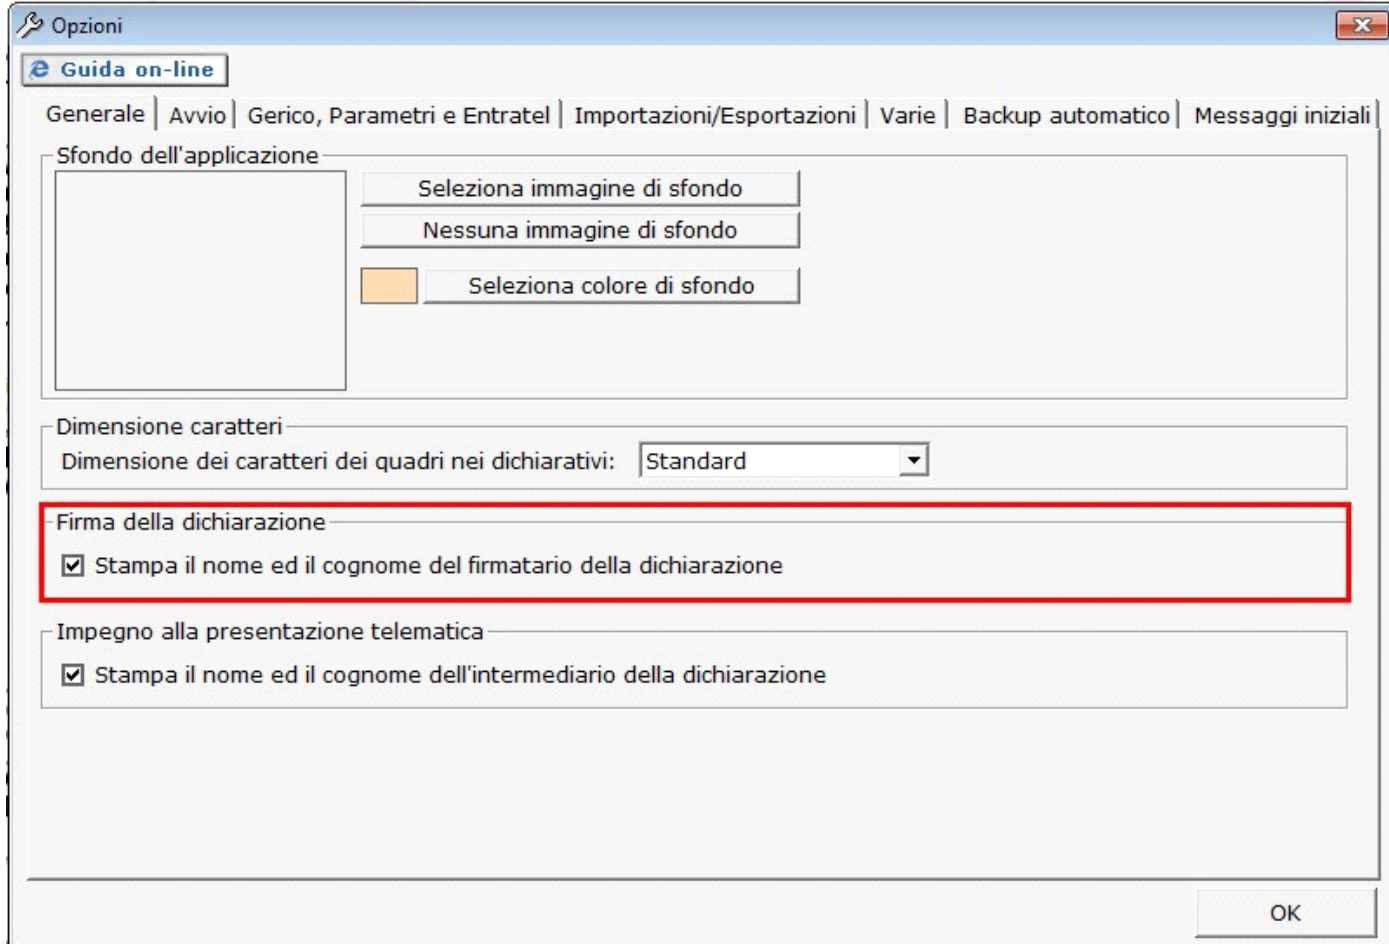 Opzioni
Guida on-line
Generale Avvio Gerico, Parametri e Entratel Importazioni/Esportazioni Varie Backup automatico Messaggi iniziali
Sfondo dell'applicazione
Seleziona immagine di sfondo
Nessuna immagine di sfondo
Seleziona colore di sfondo
Dimensione caratteri
Dimensione dei caratteri dei quadri nei dichiarativi: Standard
Firma della dichiarazione
Stampa il nome ed il cognome del firmatario della dichiarazione
Impegno alla presentazione telematica
Stampa il nome ed il cognome dell'intermediario della dichiarazione
OK